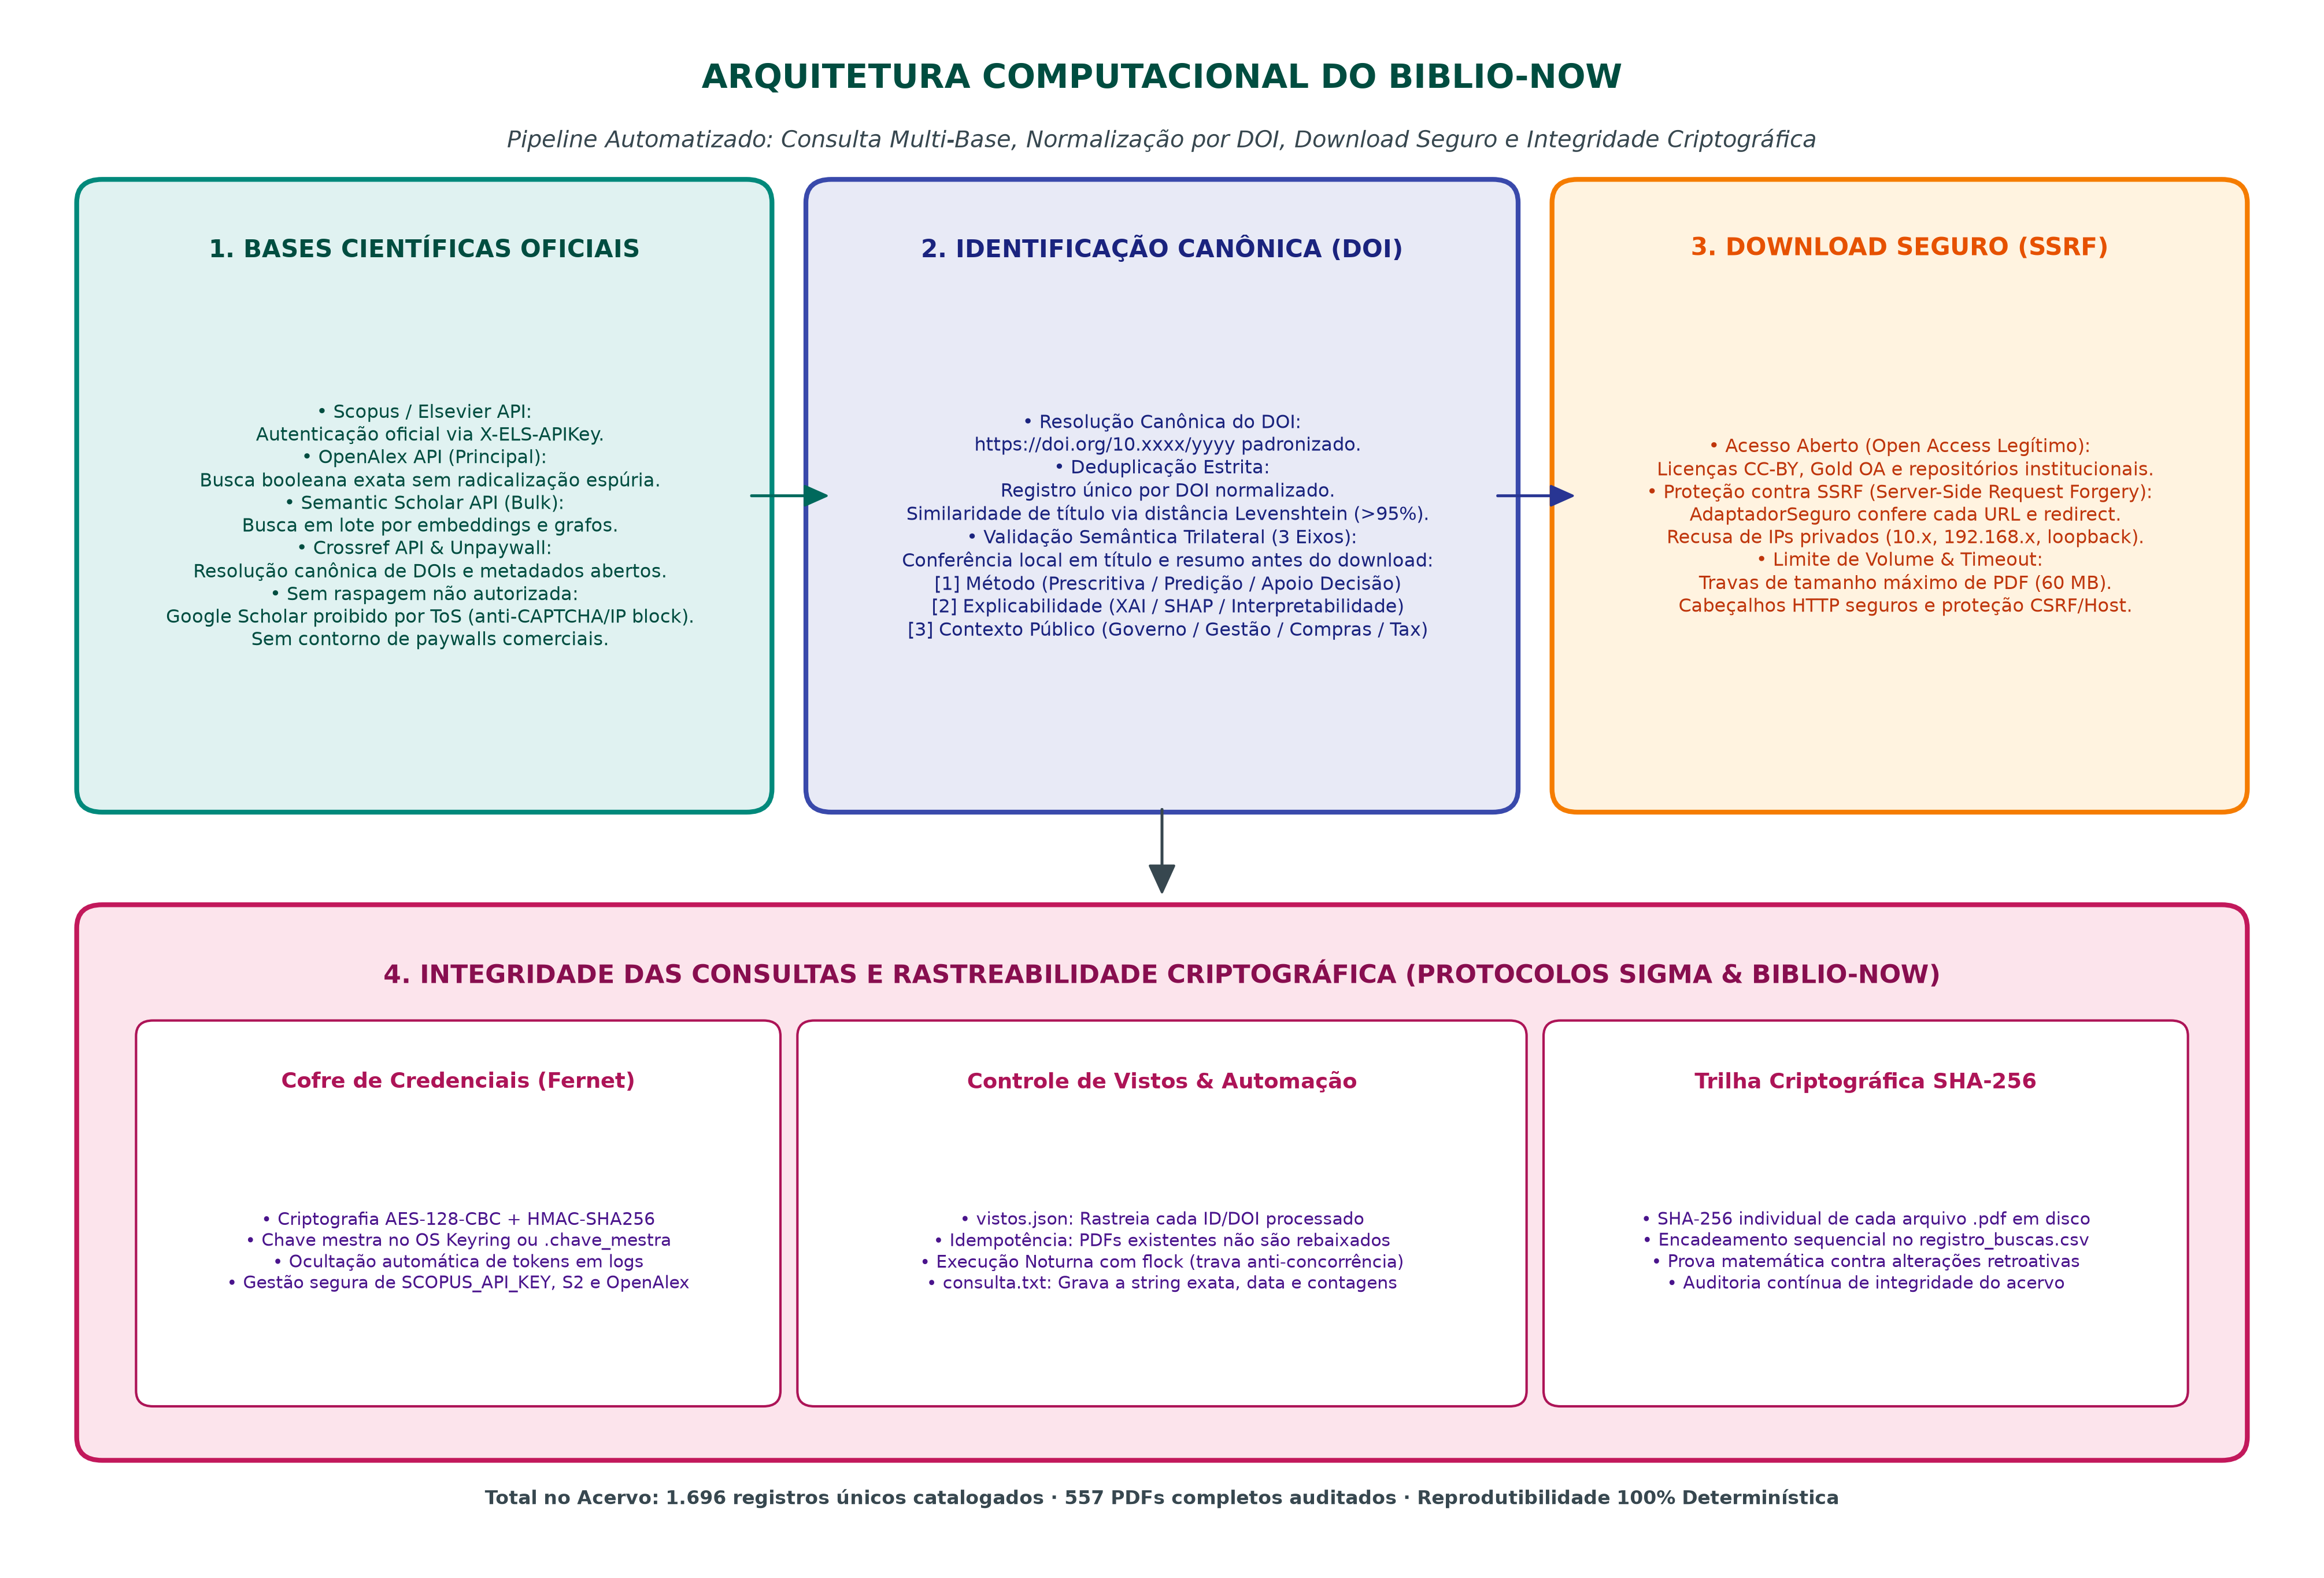 ARQUITETURA COMPUTACIONAL DO BIBLIO-NOW
Pipeline Automatizado: Consulta Multi-Base, Normalização por DOI, Download Seguro e Integridade Criptográfica
1. BASES CIENTÍFICAS OFICIAIS
• Scopus / Elsevier API:
Autenticação oficial via X-ELS-APIKey.
• OpenAlex API (Principal):
Busca booleana exata sem radicalização espúria.
• Semantic Scholar API (Bulk):
Busca em lote por embeddings e grafos.
• Crossref API & Unpaywall:
Resolução canônica de DOIs e metadados abertos.
• Sem raspagem não autorizada:
Google Scholar proibido por ToS (anti-CAPTCHA/IP block).
Sem contorno de paywalls comerciais.
2. IDENTIFICAÇÃO CANÔNICA (DOI)
• Resolução Canônica do DOI:
https://doi.org/10.xxxx/yyyy padronizado.
• Deduplicação Estrita:
Registro único por DOI normalizado.
Similaridade de título via distância Levenshtein (>95%).
• Validação Semântica Trilateral (3 Eixos):
Conferência local em título e resumo antes do download:
[1] Método (Prescritiva / Predição / Apoio Decisão)
[2] Explicabilidade (XAI / SHAP / Interpretabilidade)
[3] Contexto Público (Governo / Gestão / Compras / Tax)
3. DOWNLOAD SEGURO (SSRF)
• Acesso Aberto (Open Access Legítimo):
Licenças CC-BY, Gold OA e repositórios institucionais.
• Proteção contra SSRF (Server-Side Request Forgery):
AdaptadorSeguro confere cada URL e redirect.
Recusa de IPs privados (10.x, 192.168.x, loopback).
• Limite de Volume & Timeout:
Travas de tamanho máximo de PDF (60 MB).
Cabeçalhos HTTP seguros e proteção CSRF/Host.
4. INTEGRIDADE DAS CONSULTAS E RASTREABILIDADE CRIPTOGRÁFICA (PROTOCOLOS SIGMA & BIBLIO-NOW)
Cofre de Credenciais (Fernet)
• Criptografia AES-128-CBC + HMAC-SHA256
• Chave mestra no OS Keyring ou .chave_mestra
• Ocultação automática de tokens em logs
• Gestão segura de SCOPUS_API_KEY, S2 e OpenAlex
Controle de Vistos & Automação
• vistos.json: Rastreia cada ID/DOI processado
• Idempotência: PDFs existentes não são rebaixados
• Execução Noturna com flock (trava anti-concorrência)
• consulta.txt: Grava a string exata, data e contagens
Trilha Criptográfica SHA-256
• SHA-256 individual de cada arquivo .pdf em disco
• Encadeamento sequencial no registro_buscas.csv
• Prova matemática contra alterações retroativas
• Auditoria contínua de integridade do acervo
Total no Acervo: 1.696 registros únicos catalogados · 557 PDFs completos auditados · Reprodutibilidade 100% Determinística